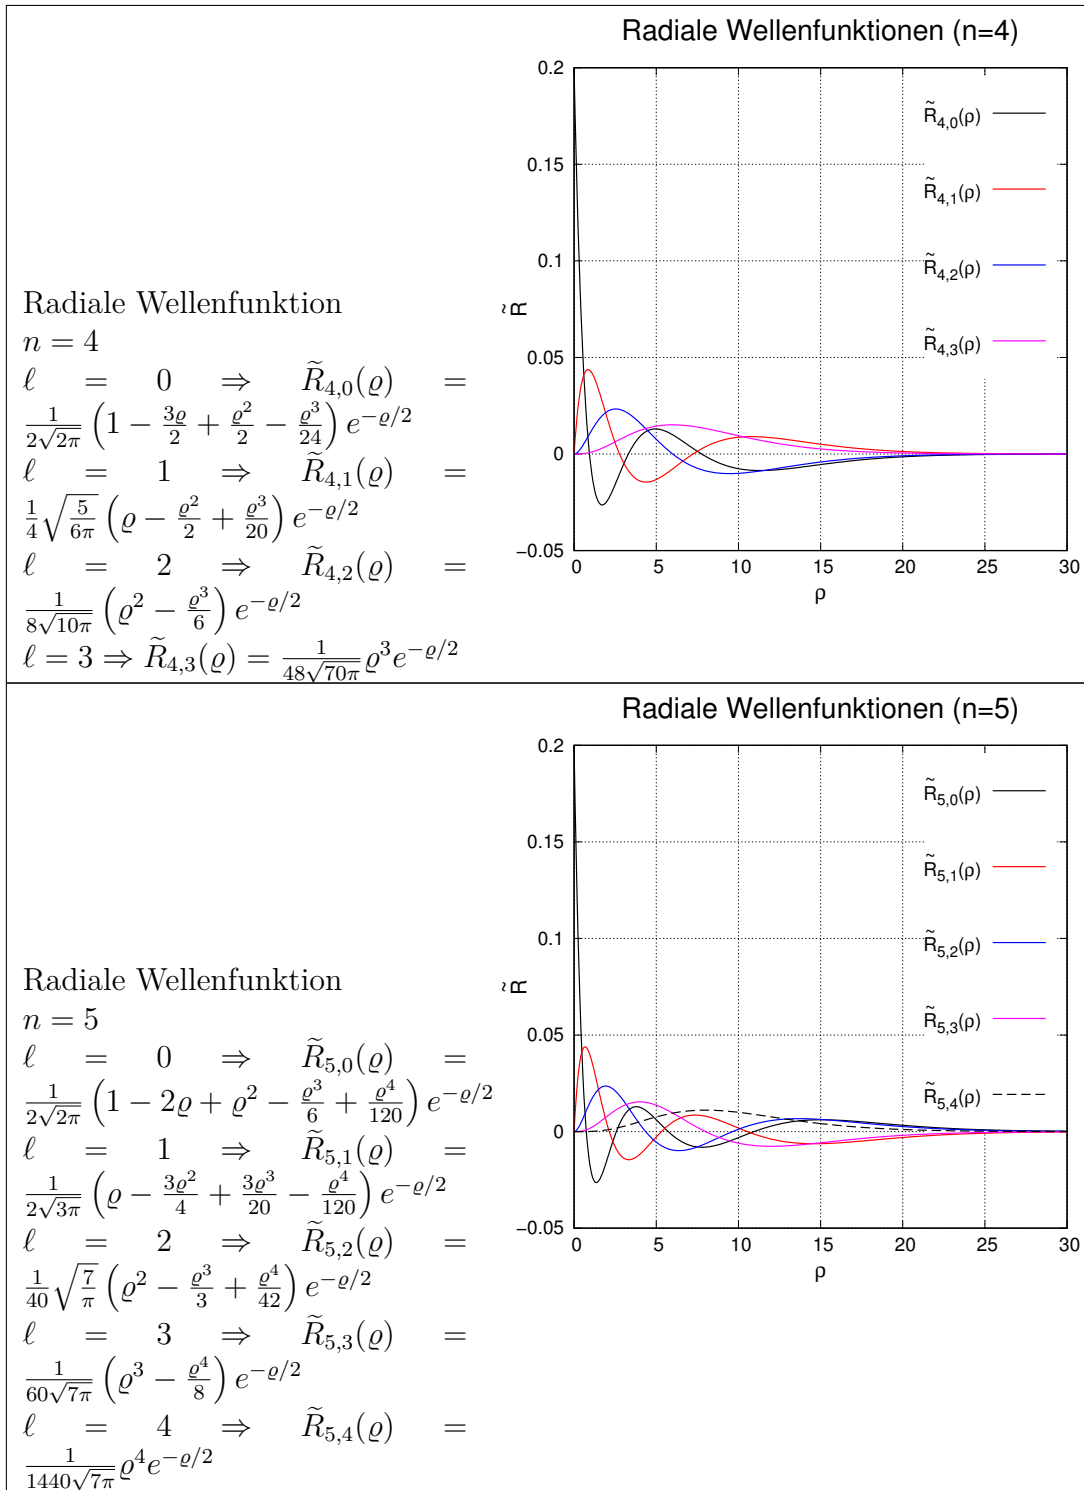 Radiale Wellenfunktion
n = 4
ℓ = 0 ⇒ R̃₄,₀(ϱ) =
1/(2√2π) (1 − 3ϱ/2 + ϱ²/2 − ϱ³/24) e^(−ϱ/2)
ℓ = 1 ⇒ R̃₄,₁(ϱ) =
1/4 √(5/6π) (ϱ − ϱ²/2 + ϱ³/20) e^(−ϱ/2)
ℓ = 2 ⇒ R̃₄,₂(ϱ) =
1/(8√10π) (ϱ² − ϱ³/6) e^(−ϱ/2)
ℓ = 3 ⇒ R̃₄,₃(ϱ) = 1/(48√70π) ϱ³e^(−ϱ/2)
Radiale Wellenfunktionen (n=4)
0.2
0.15
0.1
0.05
0
−0.05
R̃
R̃₄,₀(ρ)
R̃₄,₁(ρ)
R̃₄,₂(ρ)
R̃₄,₃(ρ)
0 5 10 15 20 25 30
ρ
Radiale Wellenfunktion
n = 5
ℓ = 0 ⇒ R̃₅,₀(ϱ) =
1/(2√2π) (1 − 2ϱ + ϱ² − ϱ³/6 + ϱ⁴/120) e^(−ϱ/2)
ℓ = 1 ⇒ R̃₅,₁(ϱ) =
1/(2√3π) (ϱ − 3ϱ²/4 + 3ϱ³/20 − ϱ⁴/120) e^(−ϱ/2)
ℓ = 2 ⇒ R̃₅,₂(ϱ) =
1/40 √(7/π) (ϱ² − ϱ³/3 + ϱ⁴/42) e^(−ϱ/2)
ℓ = 3 ⇒ R̃₅,₃(ϱ) =
1/(60√7π) (ϱ³ − ϱ⁴/8) e^(−ϱ/2)
ℓ = 4 ⇒ R̃₅,₄(ϱ) =
1/(1440√7π) ϱ⁴e^(−ϱ/2)
Radiale Wellenfunktionen (n=5)
0.2
0.15
0.1
0.05
0
−0.05
R̃
R̃₅,₀(ρ)
R̃₅,₁(ρ)
R̃₅,₂(ρ)
R̃₅,₃(ρ)
R̃₅,₄(ρ)
0 5 10 15 20 25 30
ρ